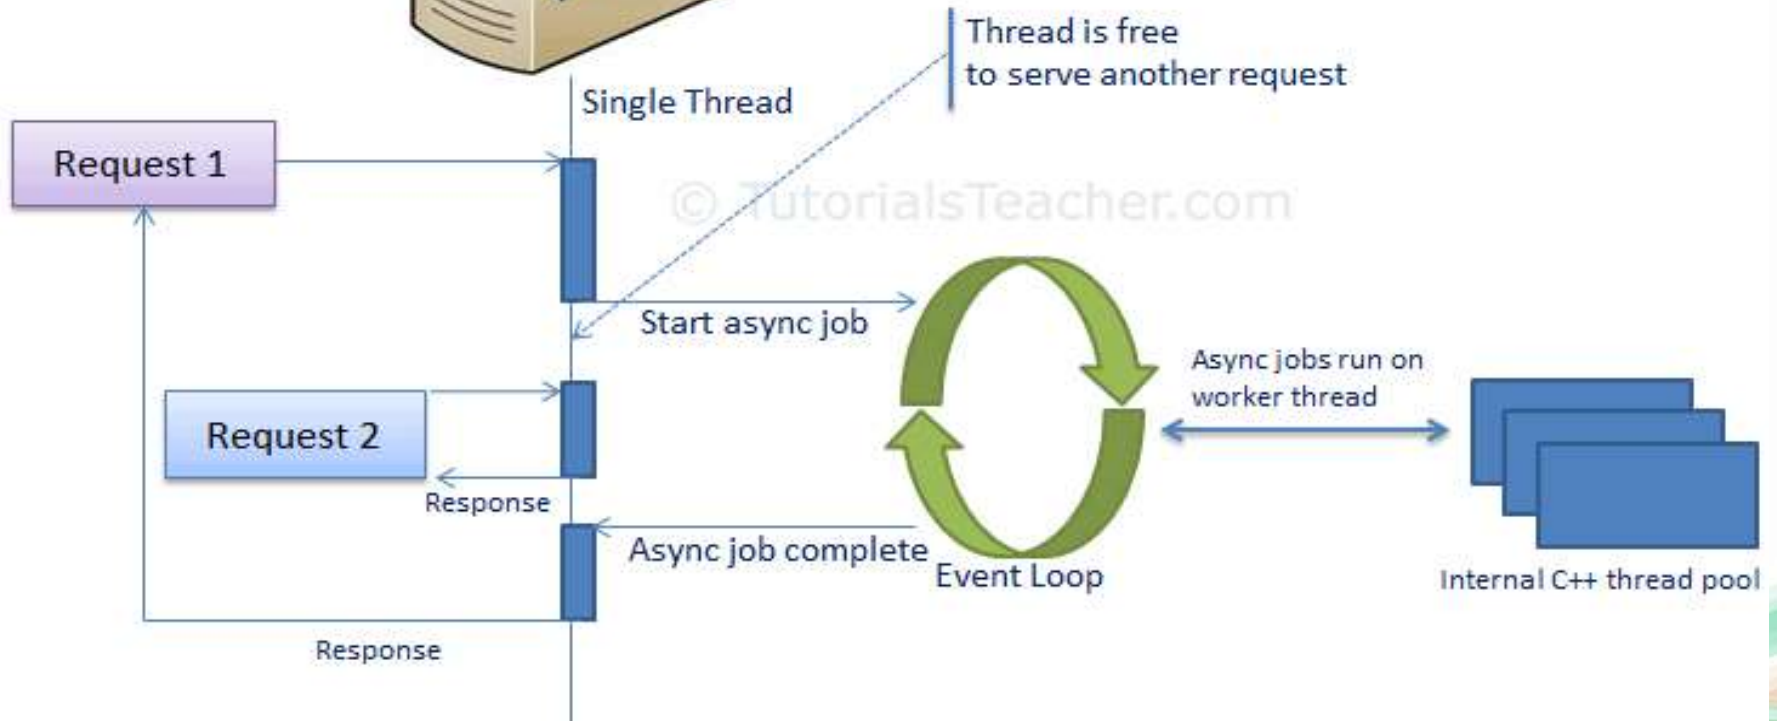 Thread is free
to serve another request
Single Thread
Request 1
© TutorialsTeacher.com
Start async job
Async jobs run on
worker thread
Request 2
Response
Async job complete
Event Loop
Internal C++ thread pool
Response